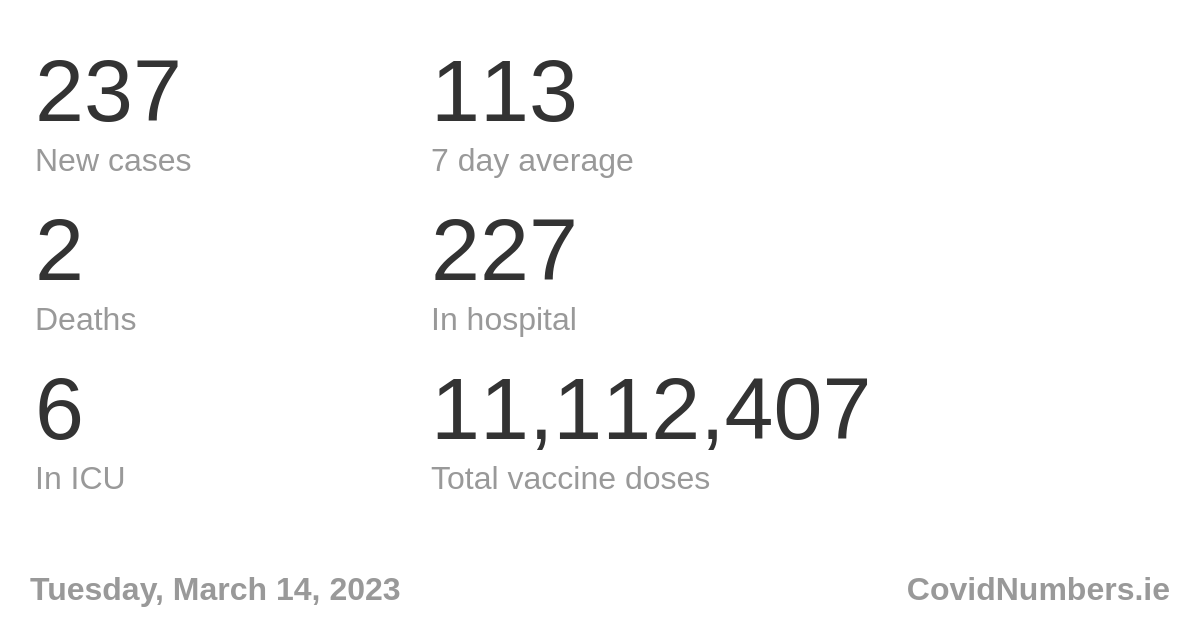 237
113
New cases
7 day average
2
227
Deaths
In hospital
6
11,112,407
In ICU
Total vaccine doses
Tuesday, March 14, 2023
CovidNumbers.ie